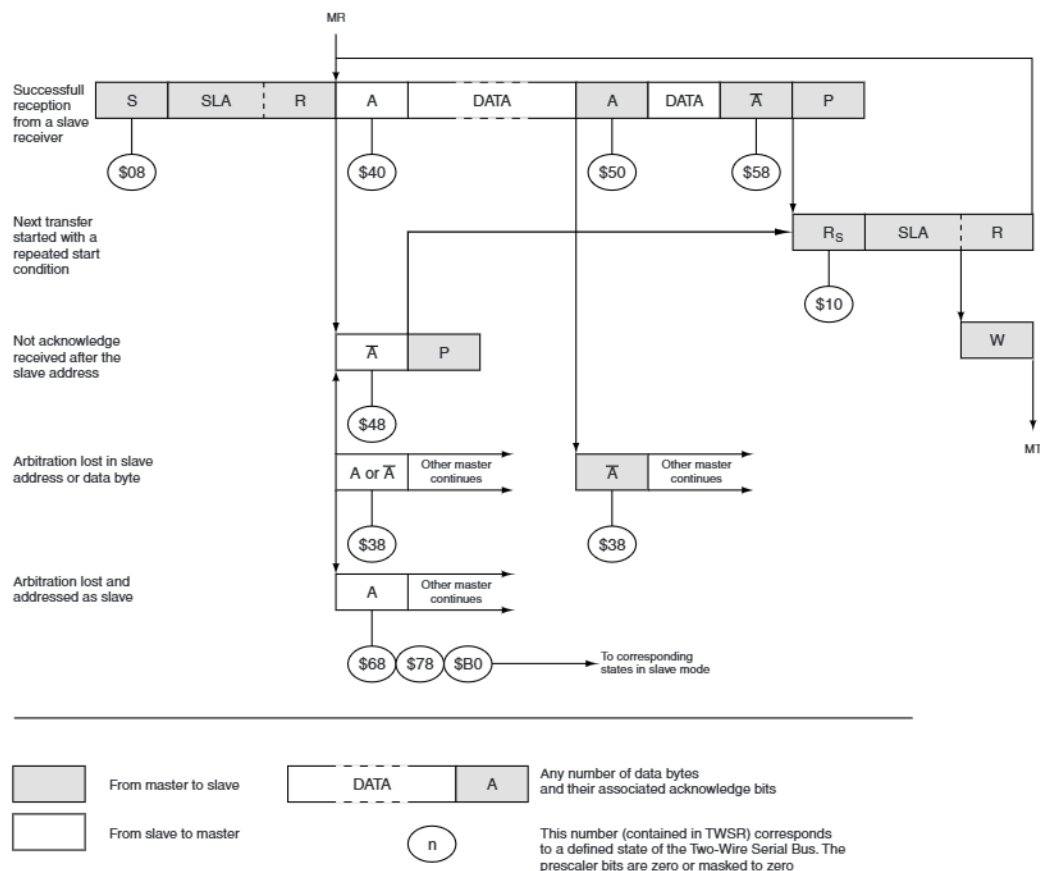 MR
Successfull
reception
from a slave
receiver
S SLA R A DATA A DATA A̅ P
$08 $40 $50 $58
Next transfer
started with a
repeated start
condition
RS SLA R
$10
Not acknowledge
received after the
slave address
A̅ P
W
$48
MT
Arbitration lost in slave
address or data byte
A or A̅ Other master
continues
A̅ Other master
continues
$38 $38
Arbitration lost and
addressed as slave
A Other master
continues
$68 $78 $B0
To corresponding
states in slave mode
From master to slave
DATA A
Any number of data bytes
and their associated acknowledge bits
From slave to master
n
This number (contained in TWSR) corresponds
to a defined state of the Two-Wire Serial Bus. The
prescaler bits are zero or masked to zero